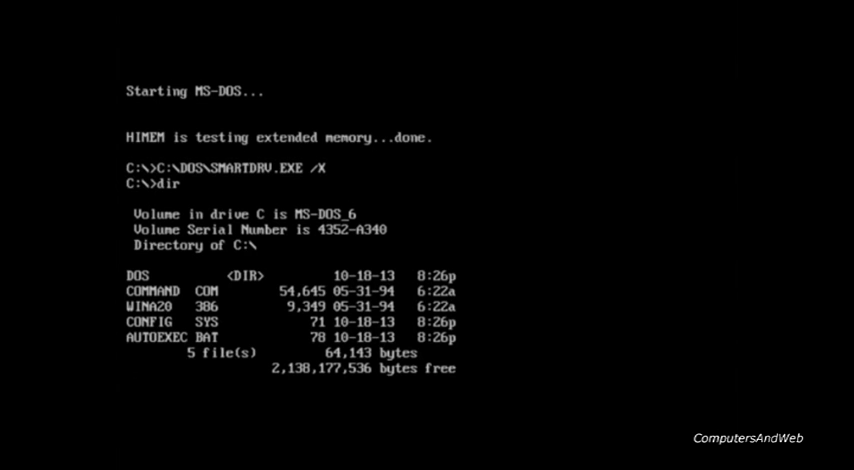 Starting MS-DOS...
HIMEM is testing extended memory...done.
C:\>C:\DOS\SMARTDRV.EXE /X
C:\>dir
Volume in drive C is MS-DOS_6
Volume Serial Number is 4352-A340
Directory of C:\
DOS          <DIR>         10-18-13   8:26p
COMMAND  COM        54,645 05-31-94   6:22a
WINA20   386         9,349 05-31-94   6:22a
CONFIG   SYS            71 10-18-13   8:26p
AUTOEXEC BAT            78 10-18-13   8:26p
5 file(s)         64,143 bytes
2,138,177,536 bytes free
ComputersAndWeb